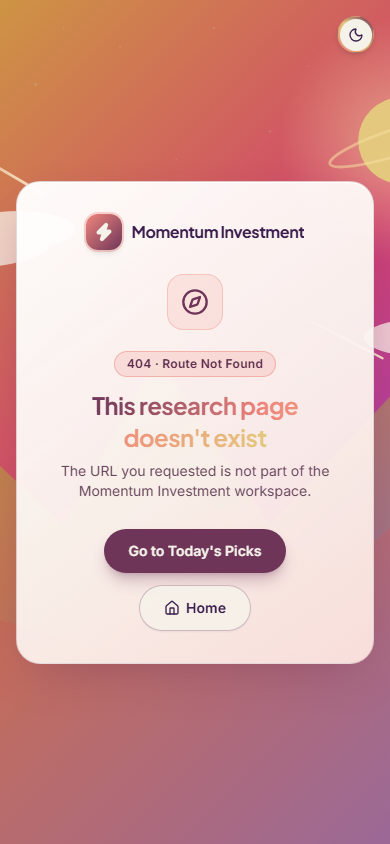 Momentum Investment
404 · Route Not Found
This research page
doesn't exist
The URL you requested is not part of the
Momentum Investment workspace.
Go to Today's Picks
Home